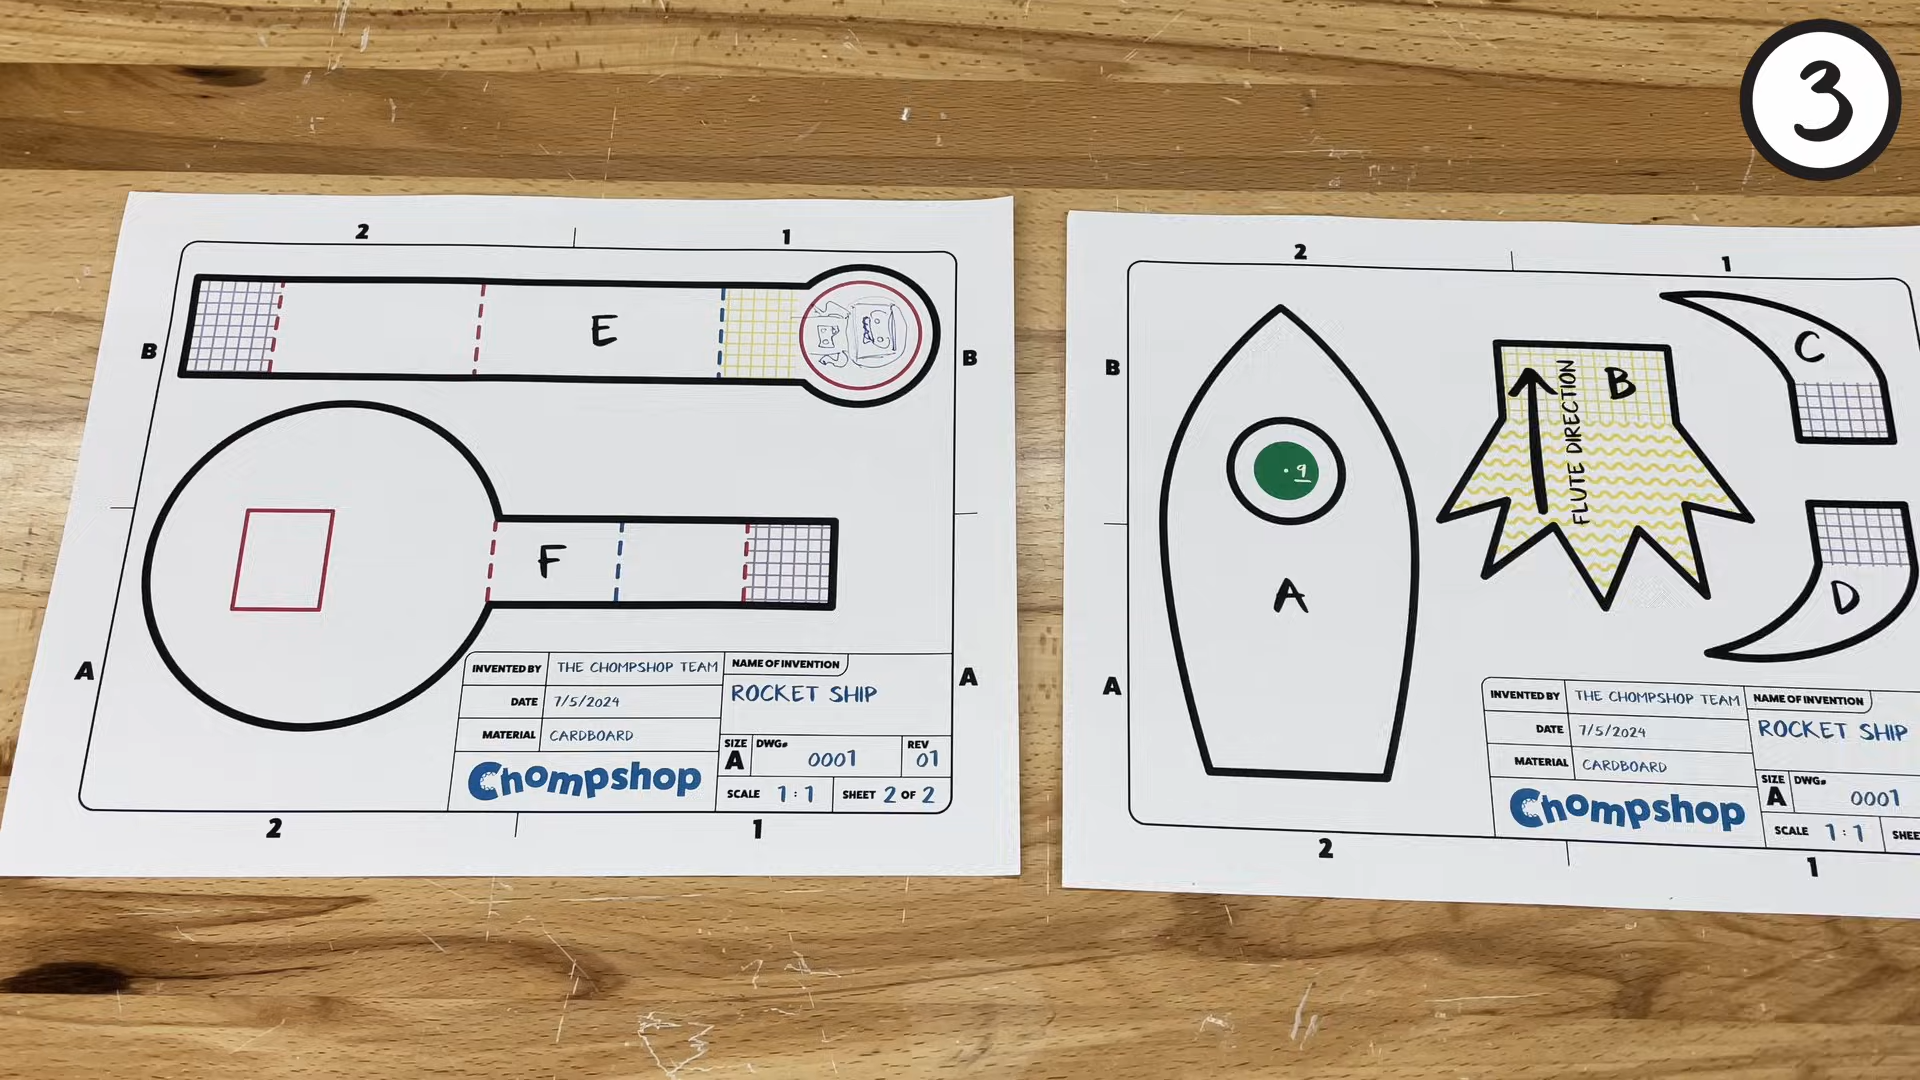 3
2 1
E
B B
F
A A
INVENTED BY THE CHOMPSHOP TEAM
NAME OF INVENTION
ROCKET SHIP
DATE 7/5/2024
MATERIAL CARDBOARD
SIZE A
DWG# 0001
REV 01
Chompshop
SCALE 1:1
SHEET 2 OF 2
2 1
2 1
C
B
B
FLUTE DIRECTION
9
A
D
A
INVENTED BY THE CHOMPSHOP TEAM
NAME OF INVENTION
ROCKET SHIP
DATE 7/5/2024
MATERIAL CARDBOARD
SIZE A
DWG# 0001
Chompshop
SCALE 1:1
SHEE
2 1